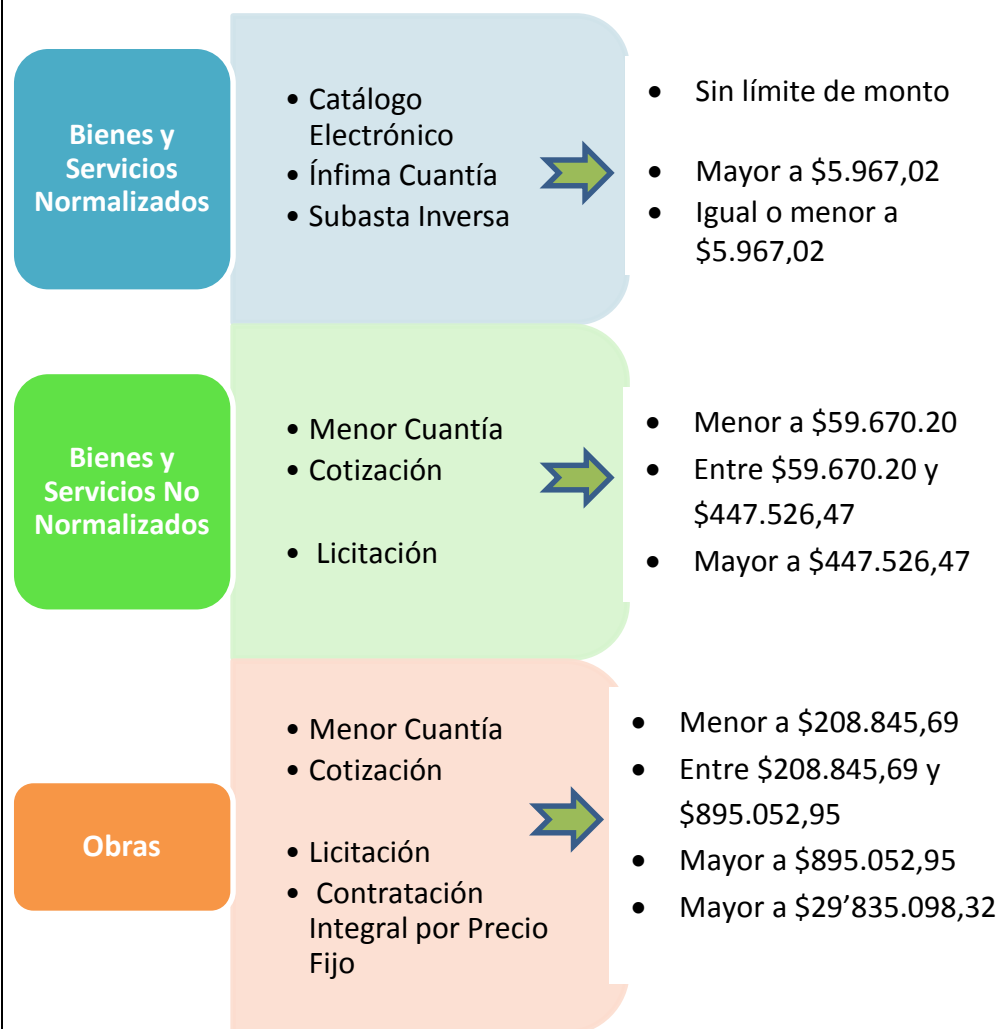 Bienes y
Servicios
Normalizados
• Catálogo
Electrónico
• Ínfima Cuantía
• Subasta Inversa
• Sin límite de monto
• Mayor a $5.967,02
• Igual o menor a
$5.967,02
Bienes y
Servicios No
Normalizados
• Menor Cuantía
• Cotización
• Licitación
• Menor a $59.670.20
• Entre $59.670.20 y
$447.526,47
• Mayor a $447.526,47
Obras
• Menor Cuantía
• Cotización
• Licitación
• Contratación
Integral por Precio
Fijo
• Menor a $208.845,69
• Entre $208.845,69 y
$895.052,95
• Mayor a $895.052,95
• Mayor a $29’835.098,32